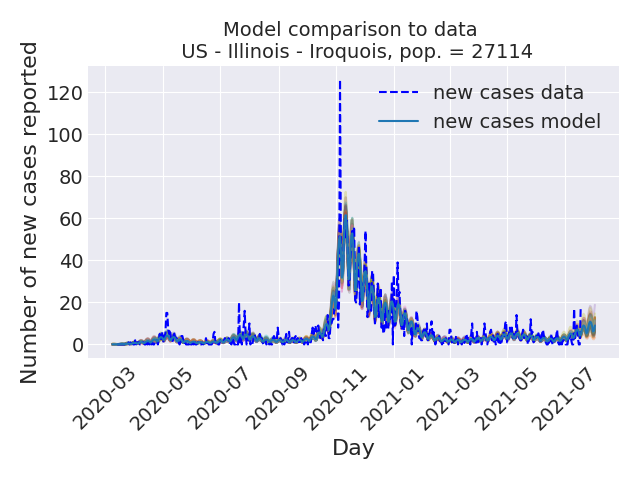 Model comparison to data
US - Illinois - Iroquois, pop. = 27114
Number of new cases reported
120
100
80
60
40
20
0
new cases data
new cases model
2020-03
2020-05
2020-07
2020-09
2020-11
2021-01
2021-03
2021-05
2021-07
Day